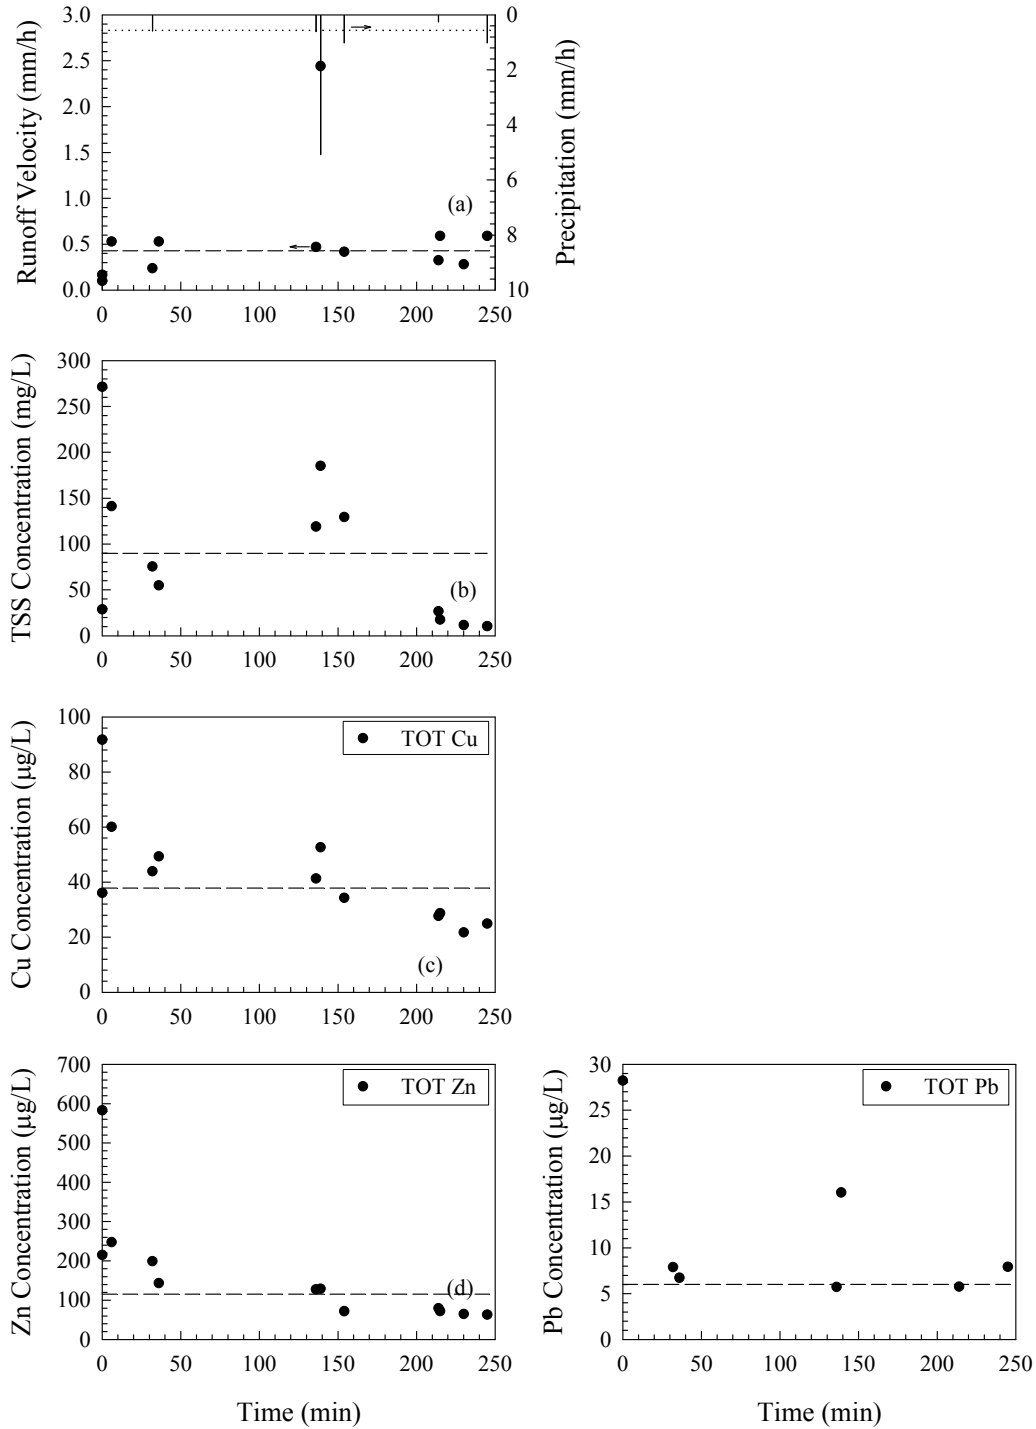 3.0
2.5
2.0
1.5
1.0
0.5
0.0
Runoff Velocity (mm/h)
0
2
4
6
8
10
Precipitation (mm/h)
(a)
0 50 100 150 200 250
300
250
200
150
100
50
0
TSS Concentration (mg/L)
(b)
0 50 100 150 200 250
100
80
60
40
20
0
Cu Concentration (µg/L)
TOT Cu
(c)
0 50 100 150 200 250
700
600
500
400
300
200
100
0
Zn Concentration (µg/L)
TOT Zn
(d)
0 50 100 150 200 250
Time (min)
30
25
20
15
10
5
0
Pb Concentration (µg/L)
TOT Pb
0 50 100 150 200 250
Time (min)